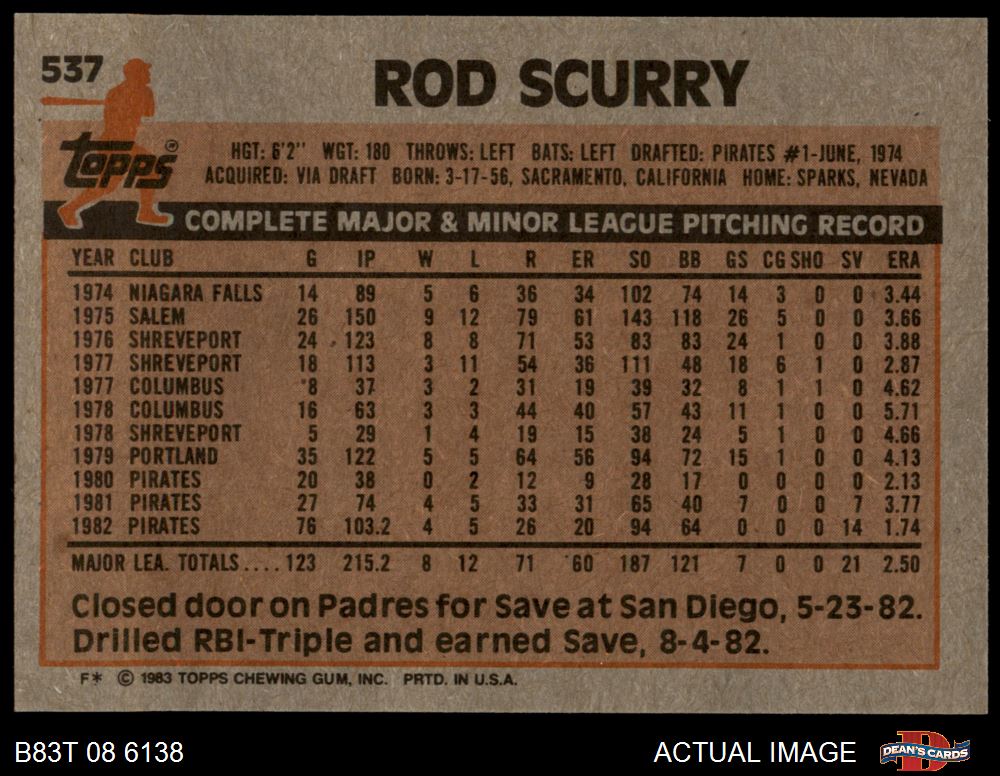 537
ROD SCURRY
topps®
HGT: 6'2" WGT: 180 THROWS: LEFT BATS: LEFT DRAFTED: PIRATES #1-JUNE, 1974
ACQUIRED: VIA DRAFT BORN: 3-17-56, SACRAMENTO, CALIFORNIA HOME: SPARKS, NEVADA
COMPLETE MAJOR & MINOR LEAGUE PITCHING RECORD
YEAR CLUB G IP W L R ER SO BB GS CG SHO SV ERA
1974 NIAGARA FALLS 14 89 5 6 36 34 102 74 14 3 0 0 3.44
1975 SALEM 26 150 9 12 79 61 143 118 26 5 0 0 3.66
1976 SHREVEPORT 24 123 8 8 71 53 83 83 24 1 0 0 3.88
1977 SHREVEPORT 18 113 3 11 54 36 111 48 18 6 1 0 2.87
1977 COLUMBUS 8 37 3 2 31 19 39 32 8 1 1 0 4.62
1978 COLUMBUS 16 63 3 3 44 40 57 43 11 1 0 0 5.71
1978 SHREVEPORT 5 29 1 4 19 15 38 24 5 1 0 0 4.66
1979 PORTLAND 35 122 5 5 64 56 94 72 15 1 0 0 4.13
1980 PIRATES 20 38 0 2 12 9 28 17 0 0 0 0 2.13
1981 PIRATES 27 74 4 5 33 31 65 40 7 0 0 7 3.77
1982 PIRATES 76 103.2 4 5 26 20 94 64 0 0 0 14 1.74
MAJOR LEA. TOTALS.... 123 215.2 8 12 71 60 187 121 7 0 0 21 2.50
Closed door on Padres for Save at San Diego, 5-23-82.
Drilled RBI-Triple and earned Save, 8-4-82.
F* © 1983 TOPPS CHEWING GUM, INC. PRTD. IN U.S.A.
B83T 08 6138 ACTUAL IMAGE DEAN'S CARDS